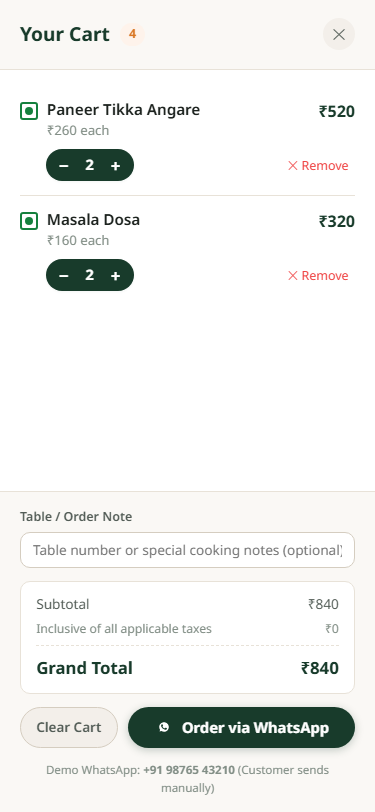 Your Cart 4
Paneer Tikka Angare ₹520
₹260 each
− 2 + Remove
Masala Dosa ₹320
₹160 each
− 2 + Remove
Table / Order Note
Table number or special cooking notes (optional)
Subtotal ₹840
Inclusive of all applicable taxes ₹0
Grand Total ₹840
Clear Cart Order via WhatsApp
Demo WhatsApp: +91 98765 43210 (Customer sends
manually)